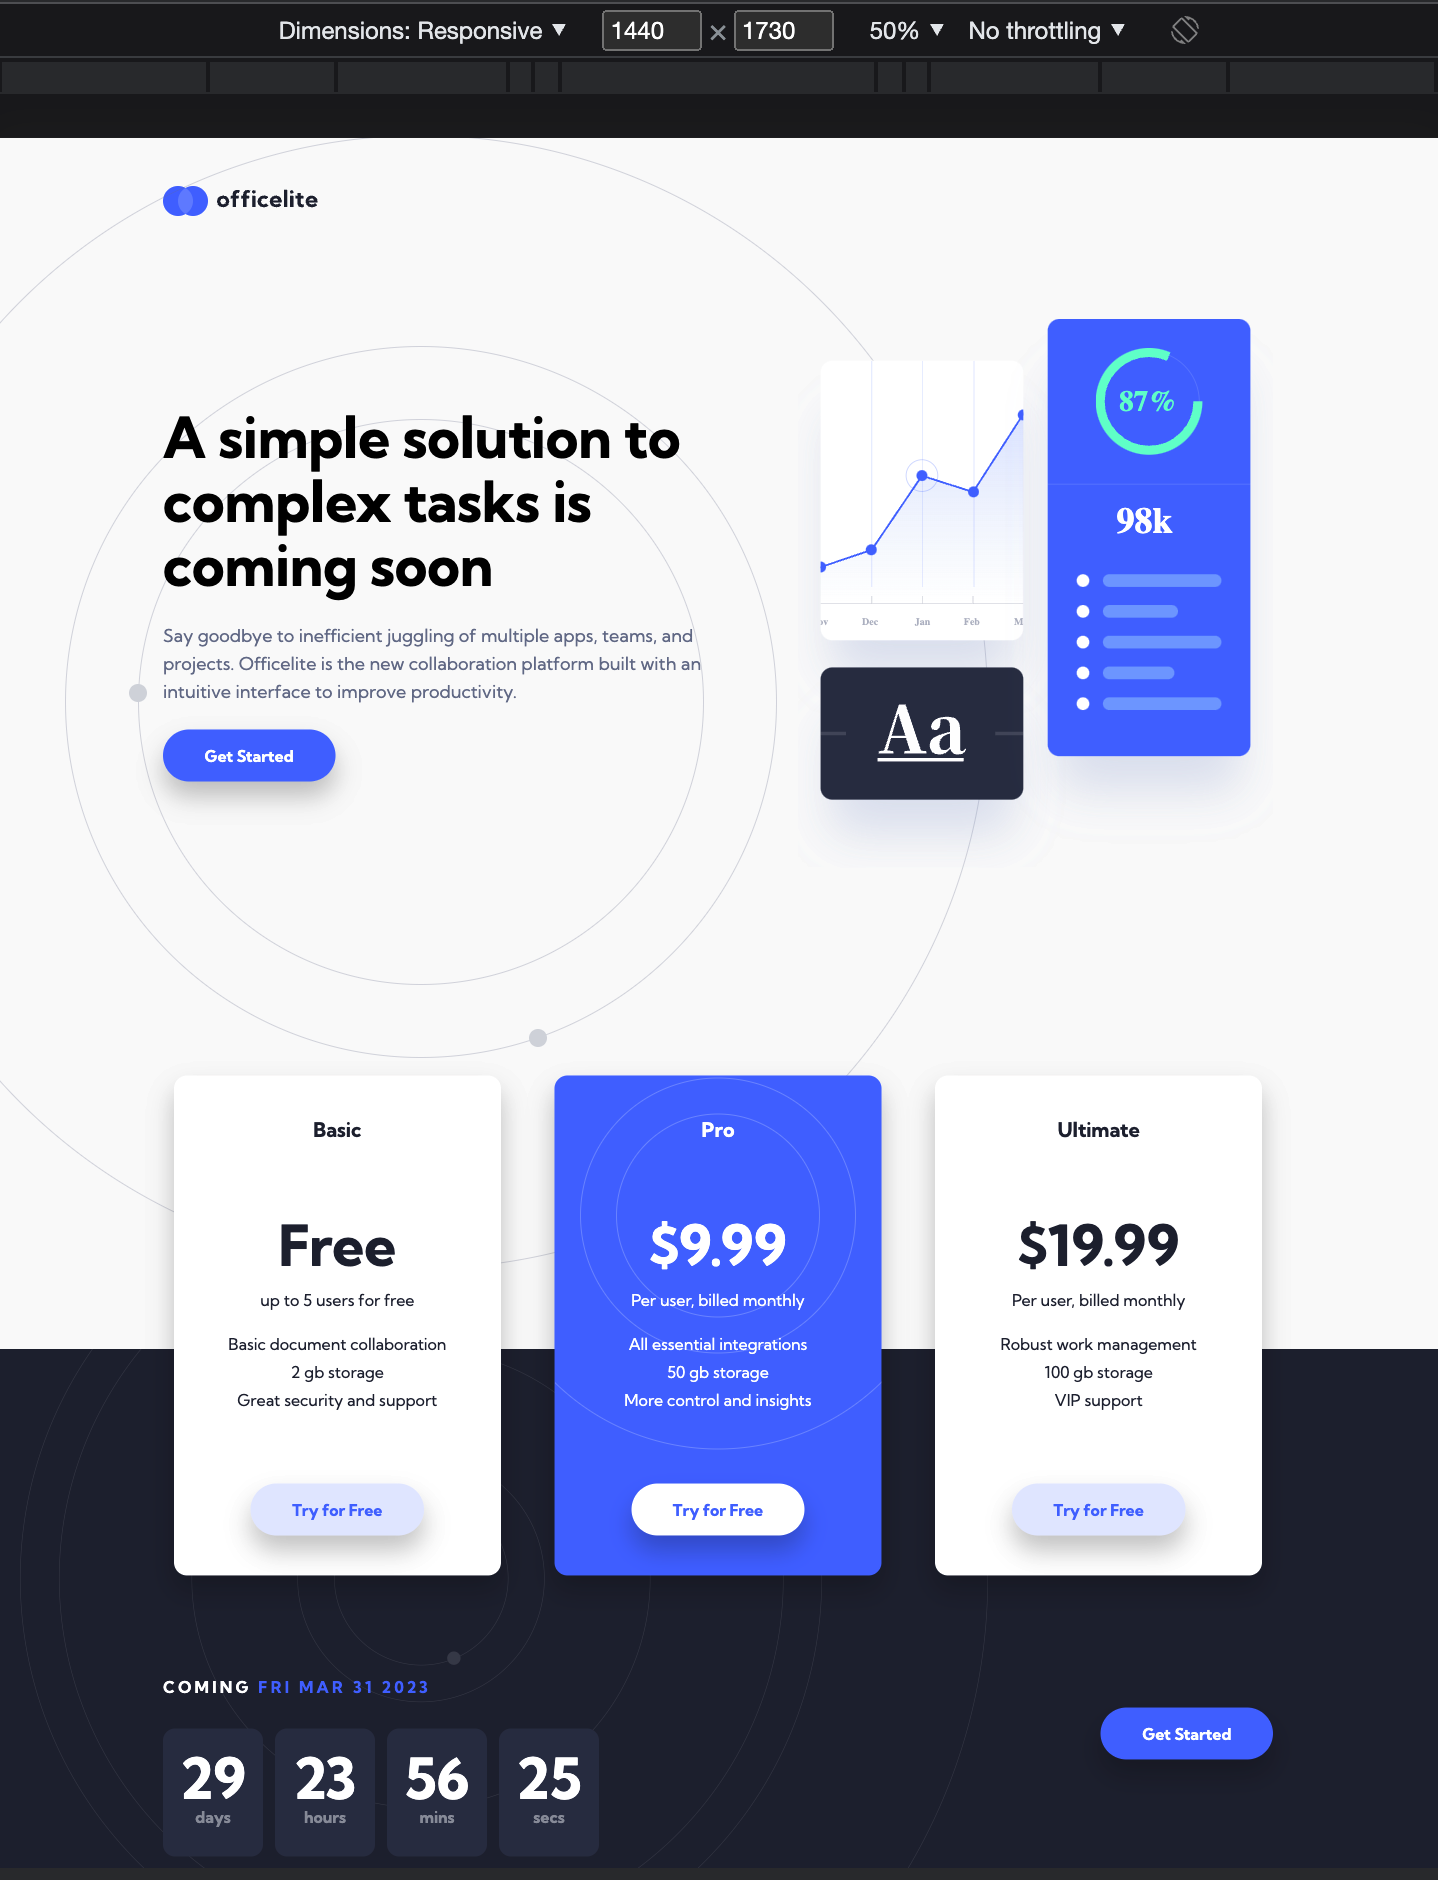 Dimensions: Responsive ▼ 1440 × 1730 50% ▼ No throttling ▼
officelite
A simple solution to
complex tasks is
coming soon
Say goodbye to inefficient juggling of multiple apps, teams, and
projects. Officelite is the new collaboration platform built with an
intuitive interface to improve productivity.
Get Started
ov Dec Jan Feb M
Aa
87%
98k
Basic
Free
up to 5 users for free
Basic document collaboration
2 gb storage
Great security and support
Try for Free
Pro
$9.99
Per user, billed monthly
All essential integrations
50 gb storage
More control and insights
Try for Free
Ultimate
$19.99
Per user, billed monthly
Robust work management
100 gb storage
VIP support
Try for Free
COMING FRI MAR 31 2023
29 23 56 25
days hours mins secs
Get Started